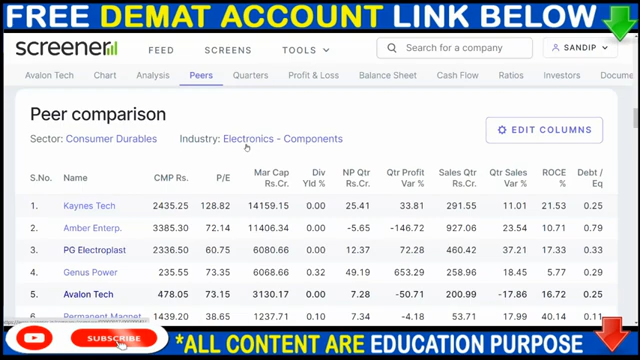 FREE DEMAT ACCOUNT LINK BELOW
screener FEED SCREENS TOOLS Search for a company SANDIP
Avalon Tech Chart Analysis Peers Quarters Profit & Loss Balance Sheet Cash Flow Ratios Investors Docume
Peer comparison
Sector: Consumer Durables Industry: Electronics - Components EDIT COLUMNS
S.No. Name CMP Rs. P/E Mar Cap Rs.Cr. Div Yld % NP Qtr Rs.Cr. Qtr Profit Var % Sales Qtr Rs.Cr. Qtr Sales Var % ROCE % Debt / Eq
1. Kaynes Tech 2435.25 128.82 14159.15 0.00 25.41 33.81 291.55 11.01 21.53 0.25
2. Amber Enterp. 3385.30 72.14 11406.34 0.00 -5.65 -146.72 927.06 23.54 10.71 0.79
3. PG Electroplast 2336.50 60.75 6080.66 0.00 12.37 72.28 460.42 37.21 17.33 0.33
4. Genus Power 235.55 73.35 6068.66 0.32 49.19 653.29 258.96 18.45 5.77 0.29
5. Avalon Tech 478.05 73.15 3130.17 0.00 7.28 -50.71 200.99 -17.86 16.72 0.25
6. Permanent Magnet 1439.20 38.65 1237.71 0.10 7.34 -4.18 53.71 17.99 40.14 0.11
SUBSCRIBE *ALL CONTENT ARE EDUCATION PURPOSE